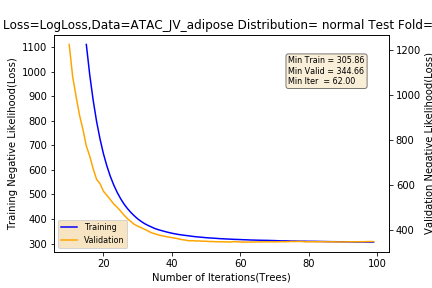 Loss=LogLoss,Data=ATAC_JV_adipose Distribution= normal Test Fold=
1100
1000
900
800
700
600
500
400
300
Training Negative Likelihood(Loss)
1200
1000
800
600
400
Validation Negative Likelihood(Loss)
Min Train = 305.86
Min Valid = 344.66
Min Iter = 62.00
Training
Validation
20
40
60
80
100
Number of Iterations(Trees)